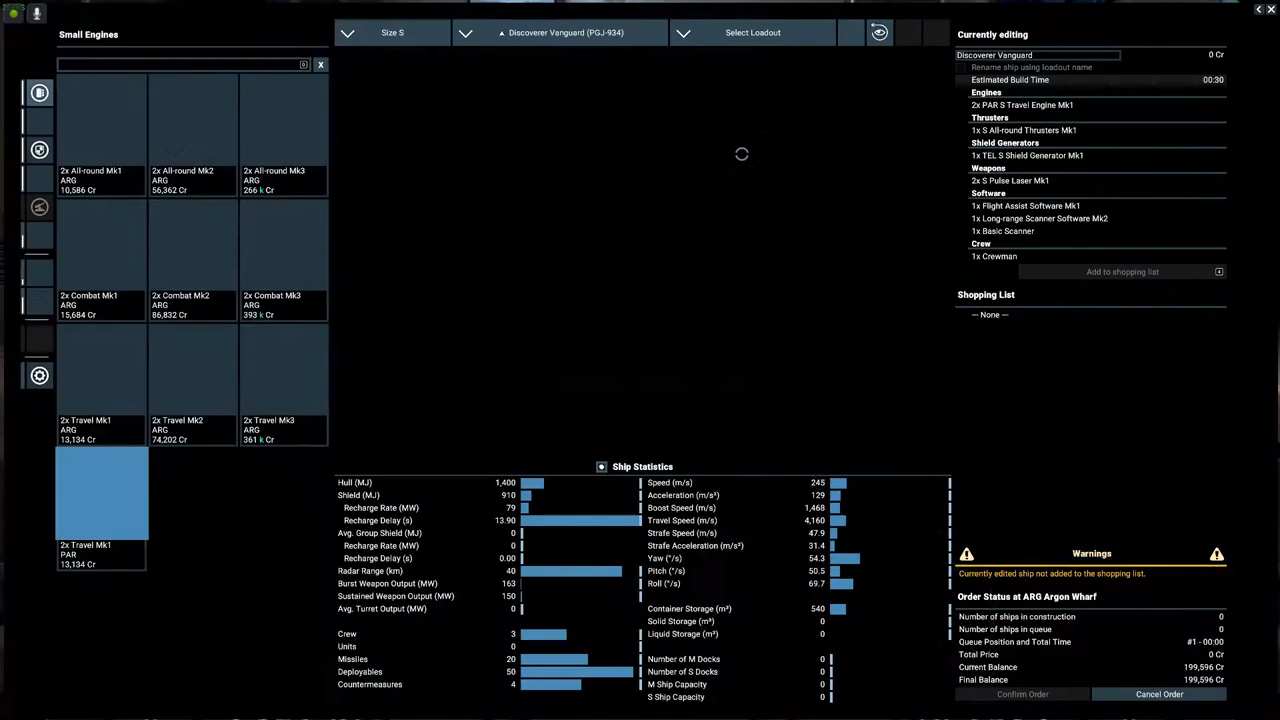 Small Engines
X
2x All-round Mk1
ARG
10,586 Cr
2x All-round Mk2
ARG
56,362 Cr
2x All-round Mk3
ARG
266 k Cr
2x Combat Mk1
ARG
15,684 Cr
2x Combat Mk2
ARG
86,832 Cr
2x Combat Mk3
ARG
393 k Cr
2x Travel Mk1
ARG
13,134 Cr
2x Travel Mk2
ARG
74,202 Cr
2x Travel Mk3
ARG
361 k Cr
2x Travel Mk1
PAR
13,134 Cr
Size S
Discoverer Vanguard (PGJ-934)
Select Loadout
Ship Statistics
Hull (MJ) 1,400
Shield (MJ) 910
Recharge Rate (MW) 79
Recharge Delay (s) 13.90
Avg. Group Shield (MJ) 0
Recharge Rate (MW) 0
Recharge Delay (s) 0.00
Radar Range (km) 40
Burst Weapon Output (MW) 163
Sustained Weapon Output (MW) 150
Avg. Turret Output (MW) 0
Crew 3
Units 0
Missiles 20
Deployables 50
Countermeasures 4
Speed (m/s) 245
Acceleration (m/s²) 129
Boost Speed (m/s) 1,468
Travel Speed (m/s) 4,160
Strafe Speed (m/s) 47.9
Strafe Acceleration (m/s²) 31.4
Yaw (°/s) 54.3
Pitch (°/s) 50.5
Roll (°/s) 69.7
Container Storage (m³) 540
Solid Storage (m³) 0
Liquid Storage (m³) 0
Number of M Docks 0
Number of S Docks 0
M Ship Capacity 0
S Ship Capacity 0
Currently editing
Discoverer Vanguard 0 Cr
Rename ship using loadout name
Estimated Build Time 00:30
Engines
2x PAR S Travel Engine Mk1
Thrusters
1x S All-round Thrusters Mk1
Shield Generators
1x TEL S Shield Generator Mk1
Weapons
2x S Pulse Laser Mk1
Software
1x Flight Assist Software Mk1
1x Long-range Scanner Software Mk2
1x Basic Scanner
Crew
1x Crewman
Add to shopping list
Shopping List
— None —
Warnings
Currently edited ship not added to the shopping list.
Order Status at ARG Argon Wharf
Number of ships in construction 0
Number of ships in queue 0
Queue Position and Total Time #1 - 00:00
Total Price 0 Cr
Current Balance 199,596 Cr
Final Balance 199,596 Cr
Confirm Order
Cancel Order